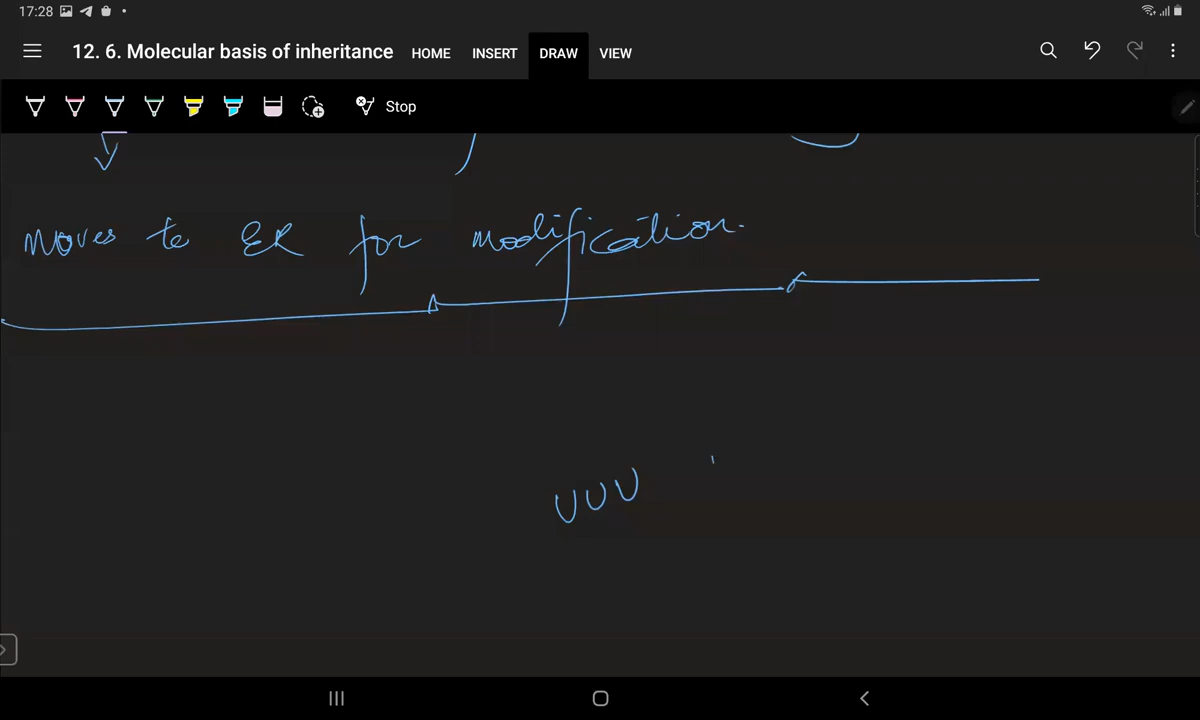 17:28
12. 6. Molecular basis of inheritance HOME INSERT DRAW VIEW
Stop
moves to ER for modification.
UUU